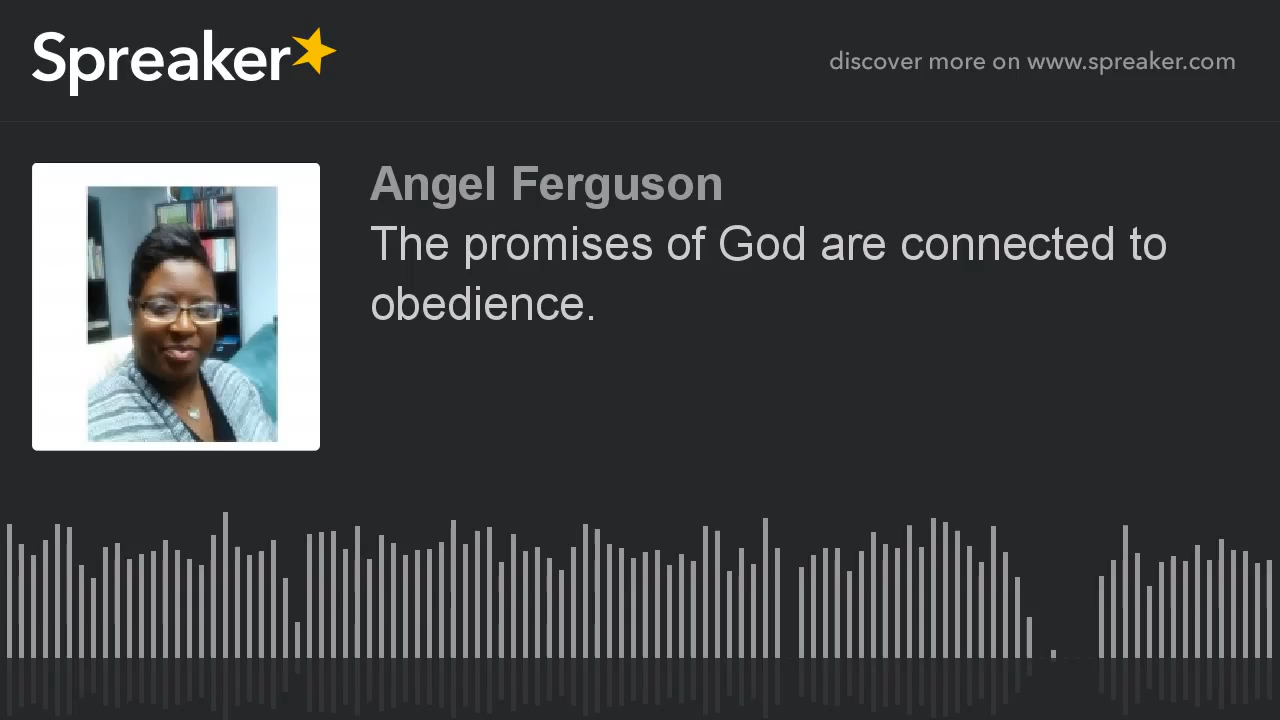 Spreaker
discover more on www.spreaker.com
Angel Ferguson
The promises of God are connected to
obedience.